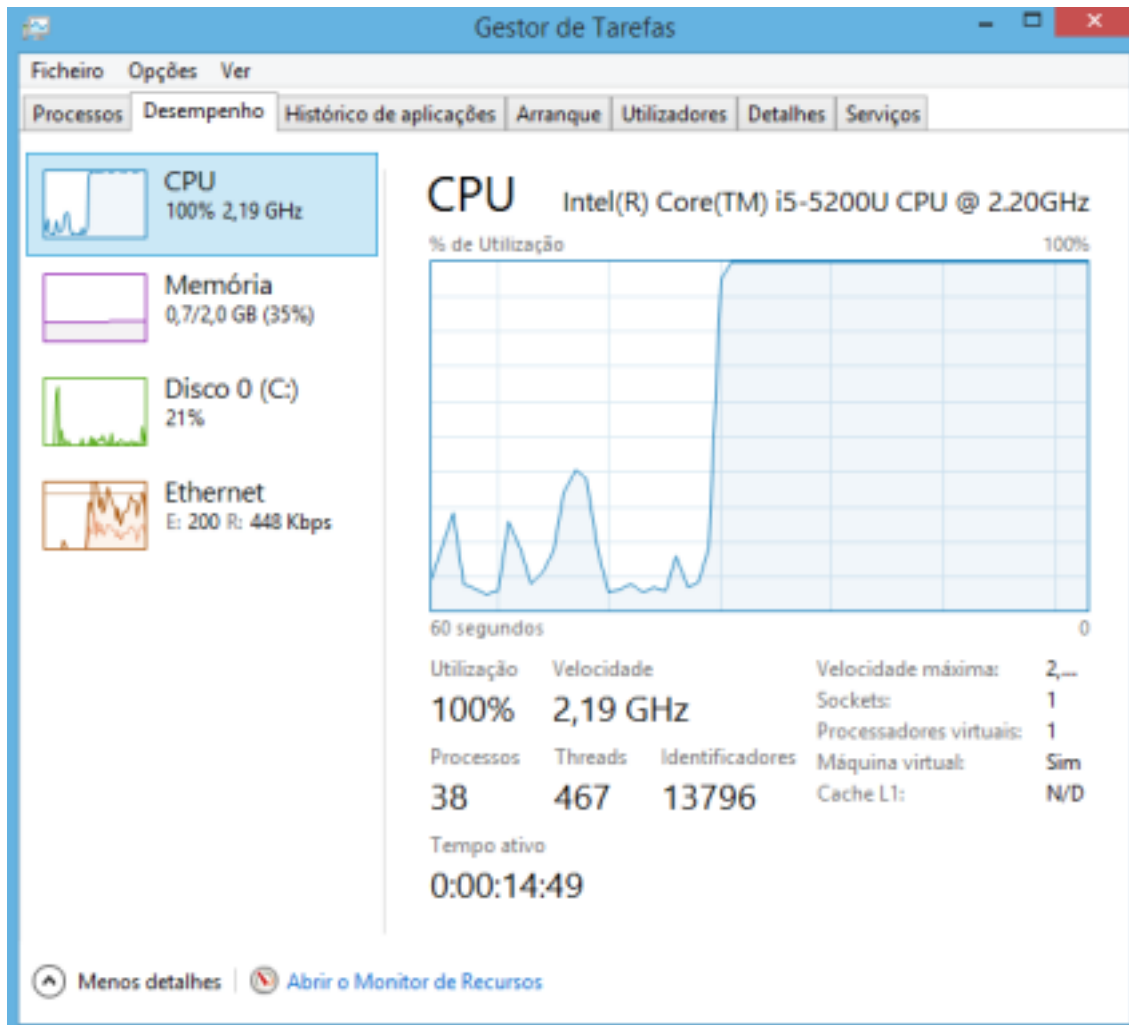 Gestor de Tarefas
Ficheiro Opções Ver
Processos Desempenho Histórico de aplicações Arranque Utilizadores Detalhes Serviços
CPU
100% 2,19 GHz
Memória
0,7/2,0 GB (35%)
Disco 0 (C:)
21%
Ethernet
E: 200 R: 448 Kbps
CPU Intel(R) Core(TM) i5-5200U CPU @ 2.20GHz
% de Utilização 100%
60 segundos 0
Utilização Velocidade
100% 2,19 GHz
Processos Threads Identificadores
38 467 13796
Tempo ativo
0:00:14:49
Velocidade máxima: 2,...
Sockets: 1
Processadores virtuais: 1
Máquina virtual: Sim
Cache L1: N/D
Menos detalhes Abrir o Monitor de Recursos